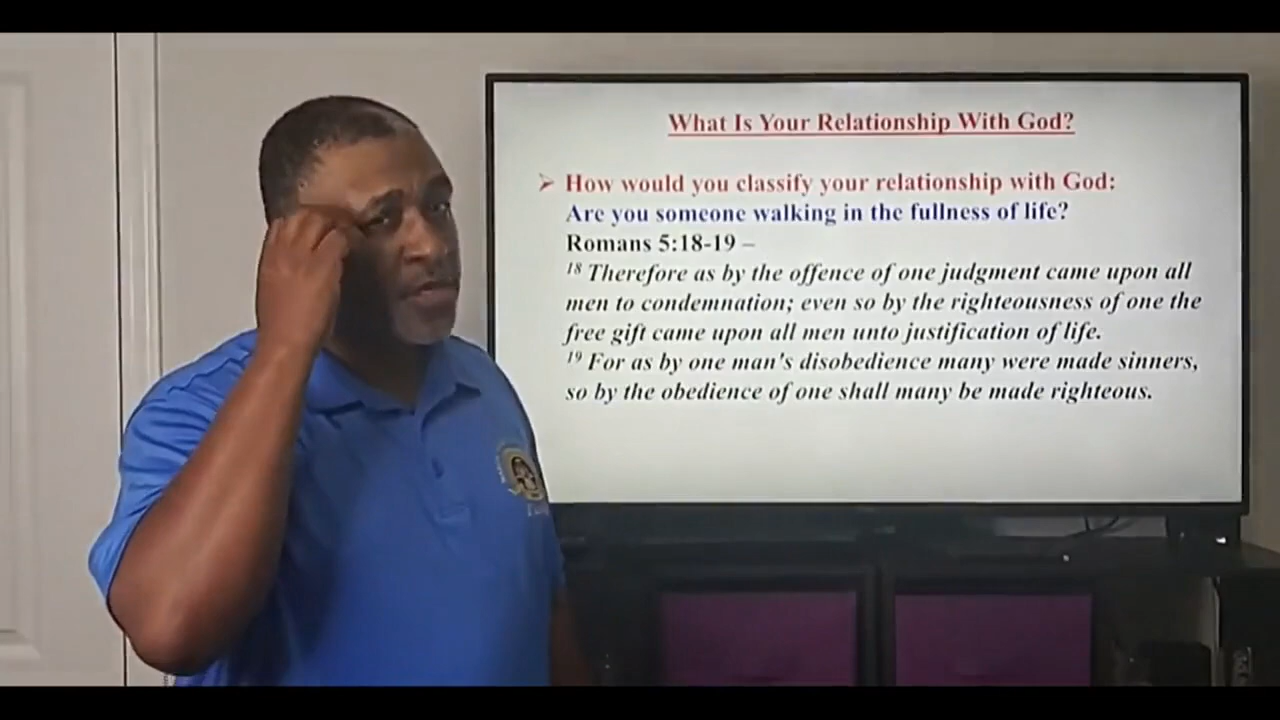 What Is Your Relationship With God?
➢ How would you classify your relationship with God:
Are you someone walking in the fullness of life?
Romans 5:18-19 –
18 Therefore as by the offence of one judgment came upon all
men to condemnation; even so by the righteousness of one the
free gift came upon all men unto justification of life.
19 For as by one man's disobedience many were made sinners,
so by the obedience of one shall many be made righteous.